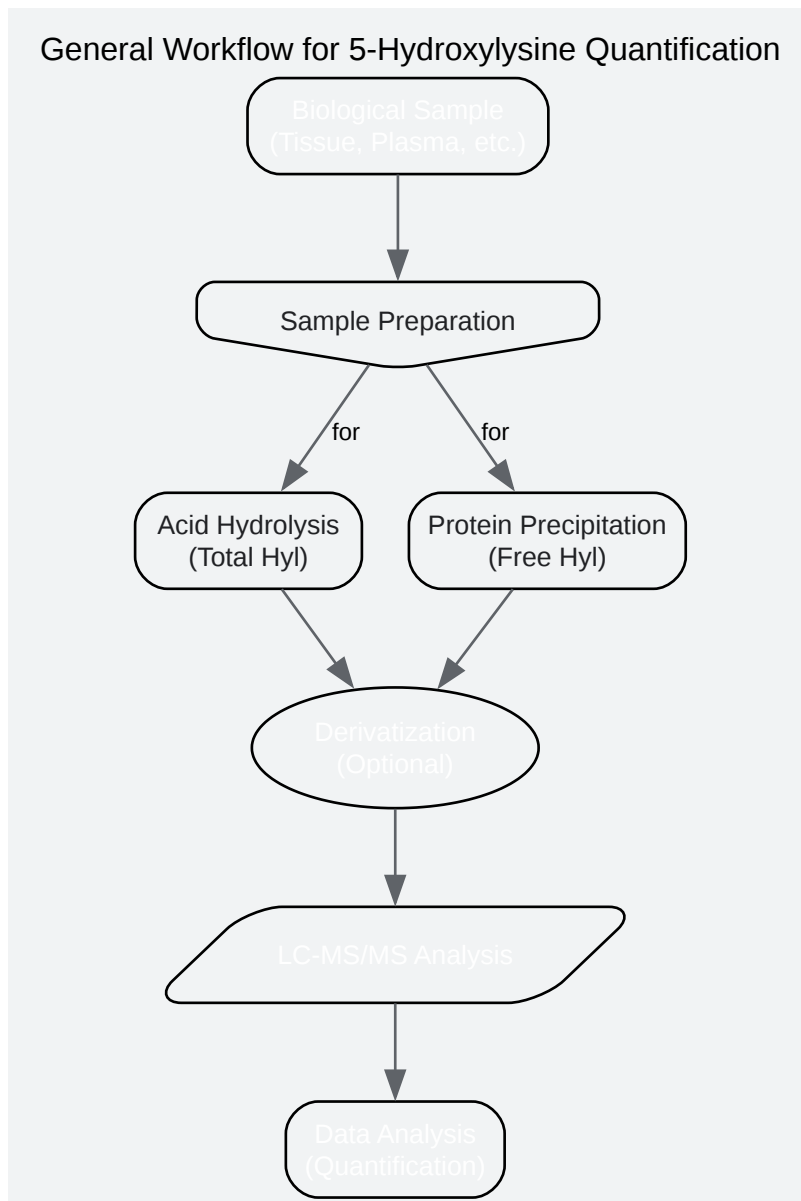 General Workflow for 5-Hydroxylysine Quantification
Biological Sample
(Tissue, Plasma, etc.)
Sample Preparation
for
for
Acid Hydrolysis
(Total Hyl)
Protein Precipitation
(Free Hyl)
Derivatization
(Optional)
LC-MS/MS Analysis
Data Analysis
(Quantification)